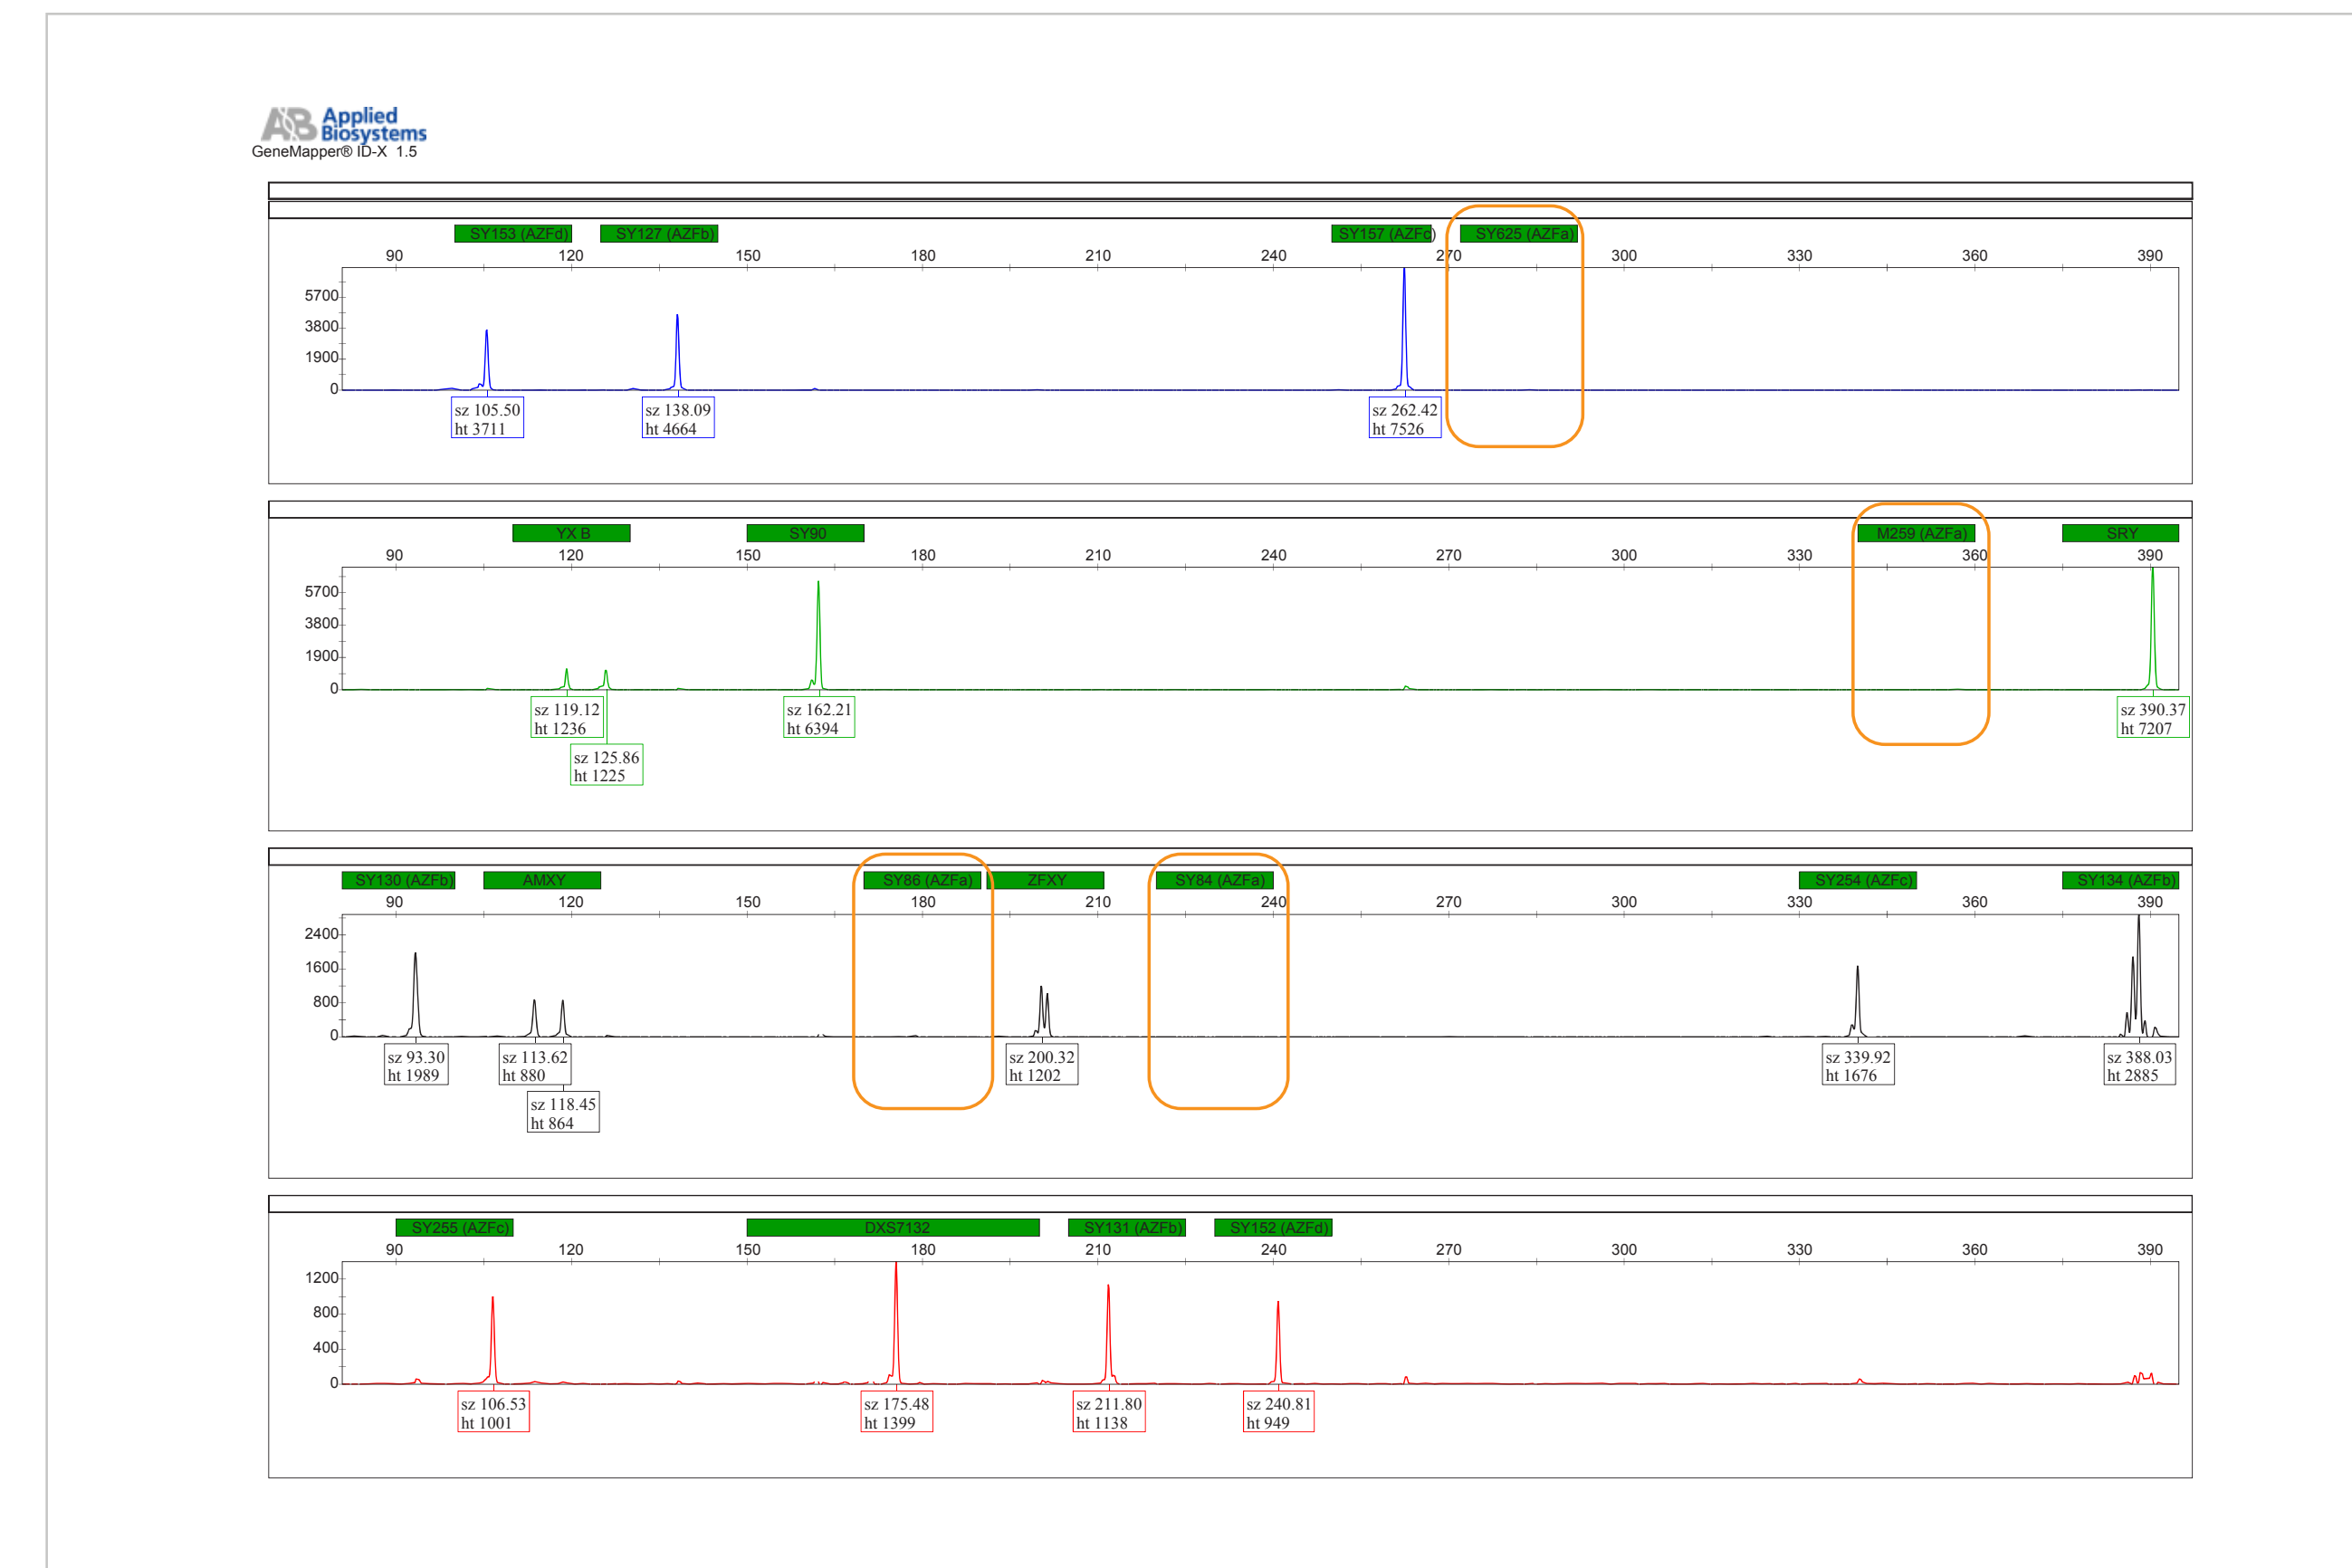 AB Applied
Biosystems
GeneMapper® ID-X 1.5
SY153 (AZFd) SY127 (AZFb) SY157 (AZFd) SY625 (AZFa)
90 120 150 180 210 240 270 300 330 360 390
5700
3800
1900
0
sz 105.50 sz 138.09 sz 262.42
ht 3711 ht 4664 ht 7526
YX B SY90 M259 (AZFa) SRY
90 120 150 180 210 240 270 300 330 360 390
5700
3800
1900
0
sz 119.12 sz 162.21 sz 390.37
ht 1236 ht 6394 ht 7207
sz 125.86
ht 1225
SY130 (AZFb) AMXY SY86 (AZFa) ZFXY SY84 (AZFa) SY254 (AZFc) SY134 (AZFb)
90 120 150 180 210 240 270 300 330 360 390
2400
1600
800
0
sz 93.30 sz 113.62 sz 200.32 sz 339.92 sz 388.03
ht 1989 ht 880 ht 1202 ht 1676 ht 2885
sz 118.45
ht 864
SY255 (AZFc) DXS7132 SY131 (AZFb) SY152 (AZFd)
90 120 150 180 210 240 270 300 330 360 390
1200
800
400
0
sz 106.53 sz 175.48 sz 211.80 sz 240.81
ht 1001 ht 1399 ht 1138 ht 949